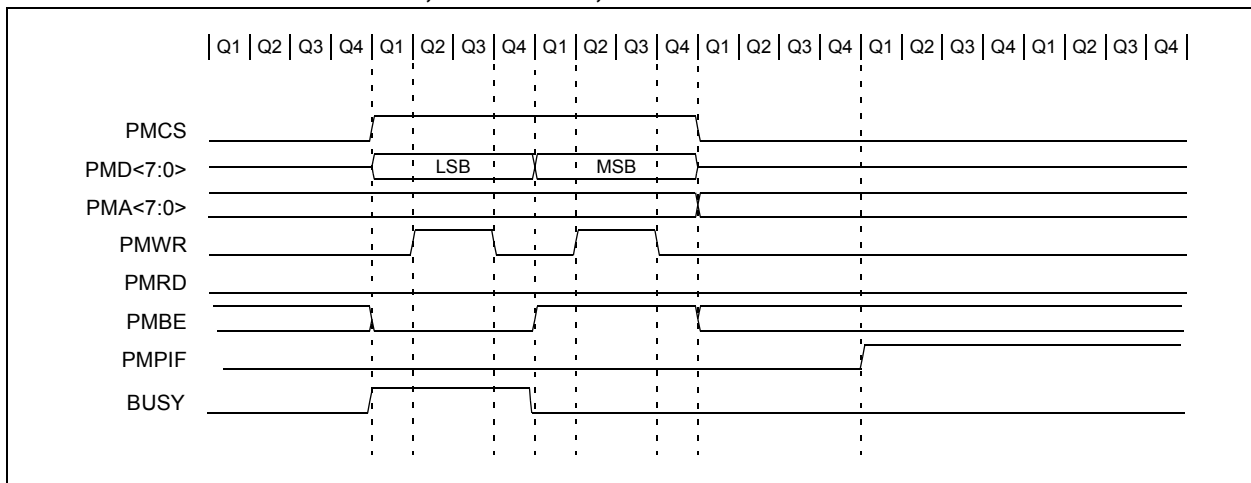 Q1 Q2 Q3 Q4 Q1 Q2 Q3 Q4 Q1 Q2 Q3 Q4 Q1 Q2 Q3 Q4 Q1 Q2 Q3 Q4 Q1 Q2 Q3 Q4
PMCS
PMD<7:0> LSB MSB
PMA<7:0>
PMWR
PMRD
PMBE
PMPIF
BUSY